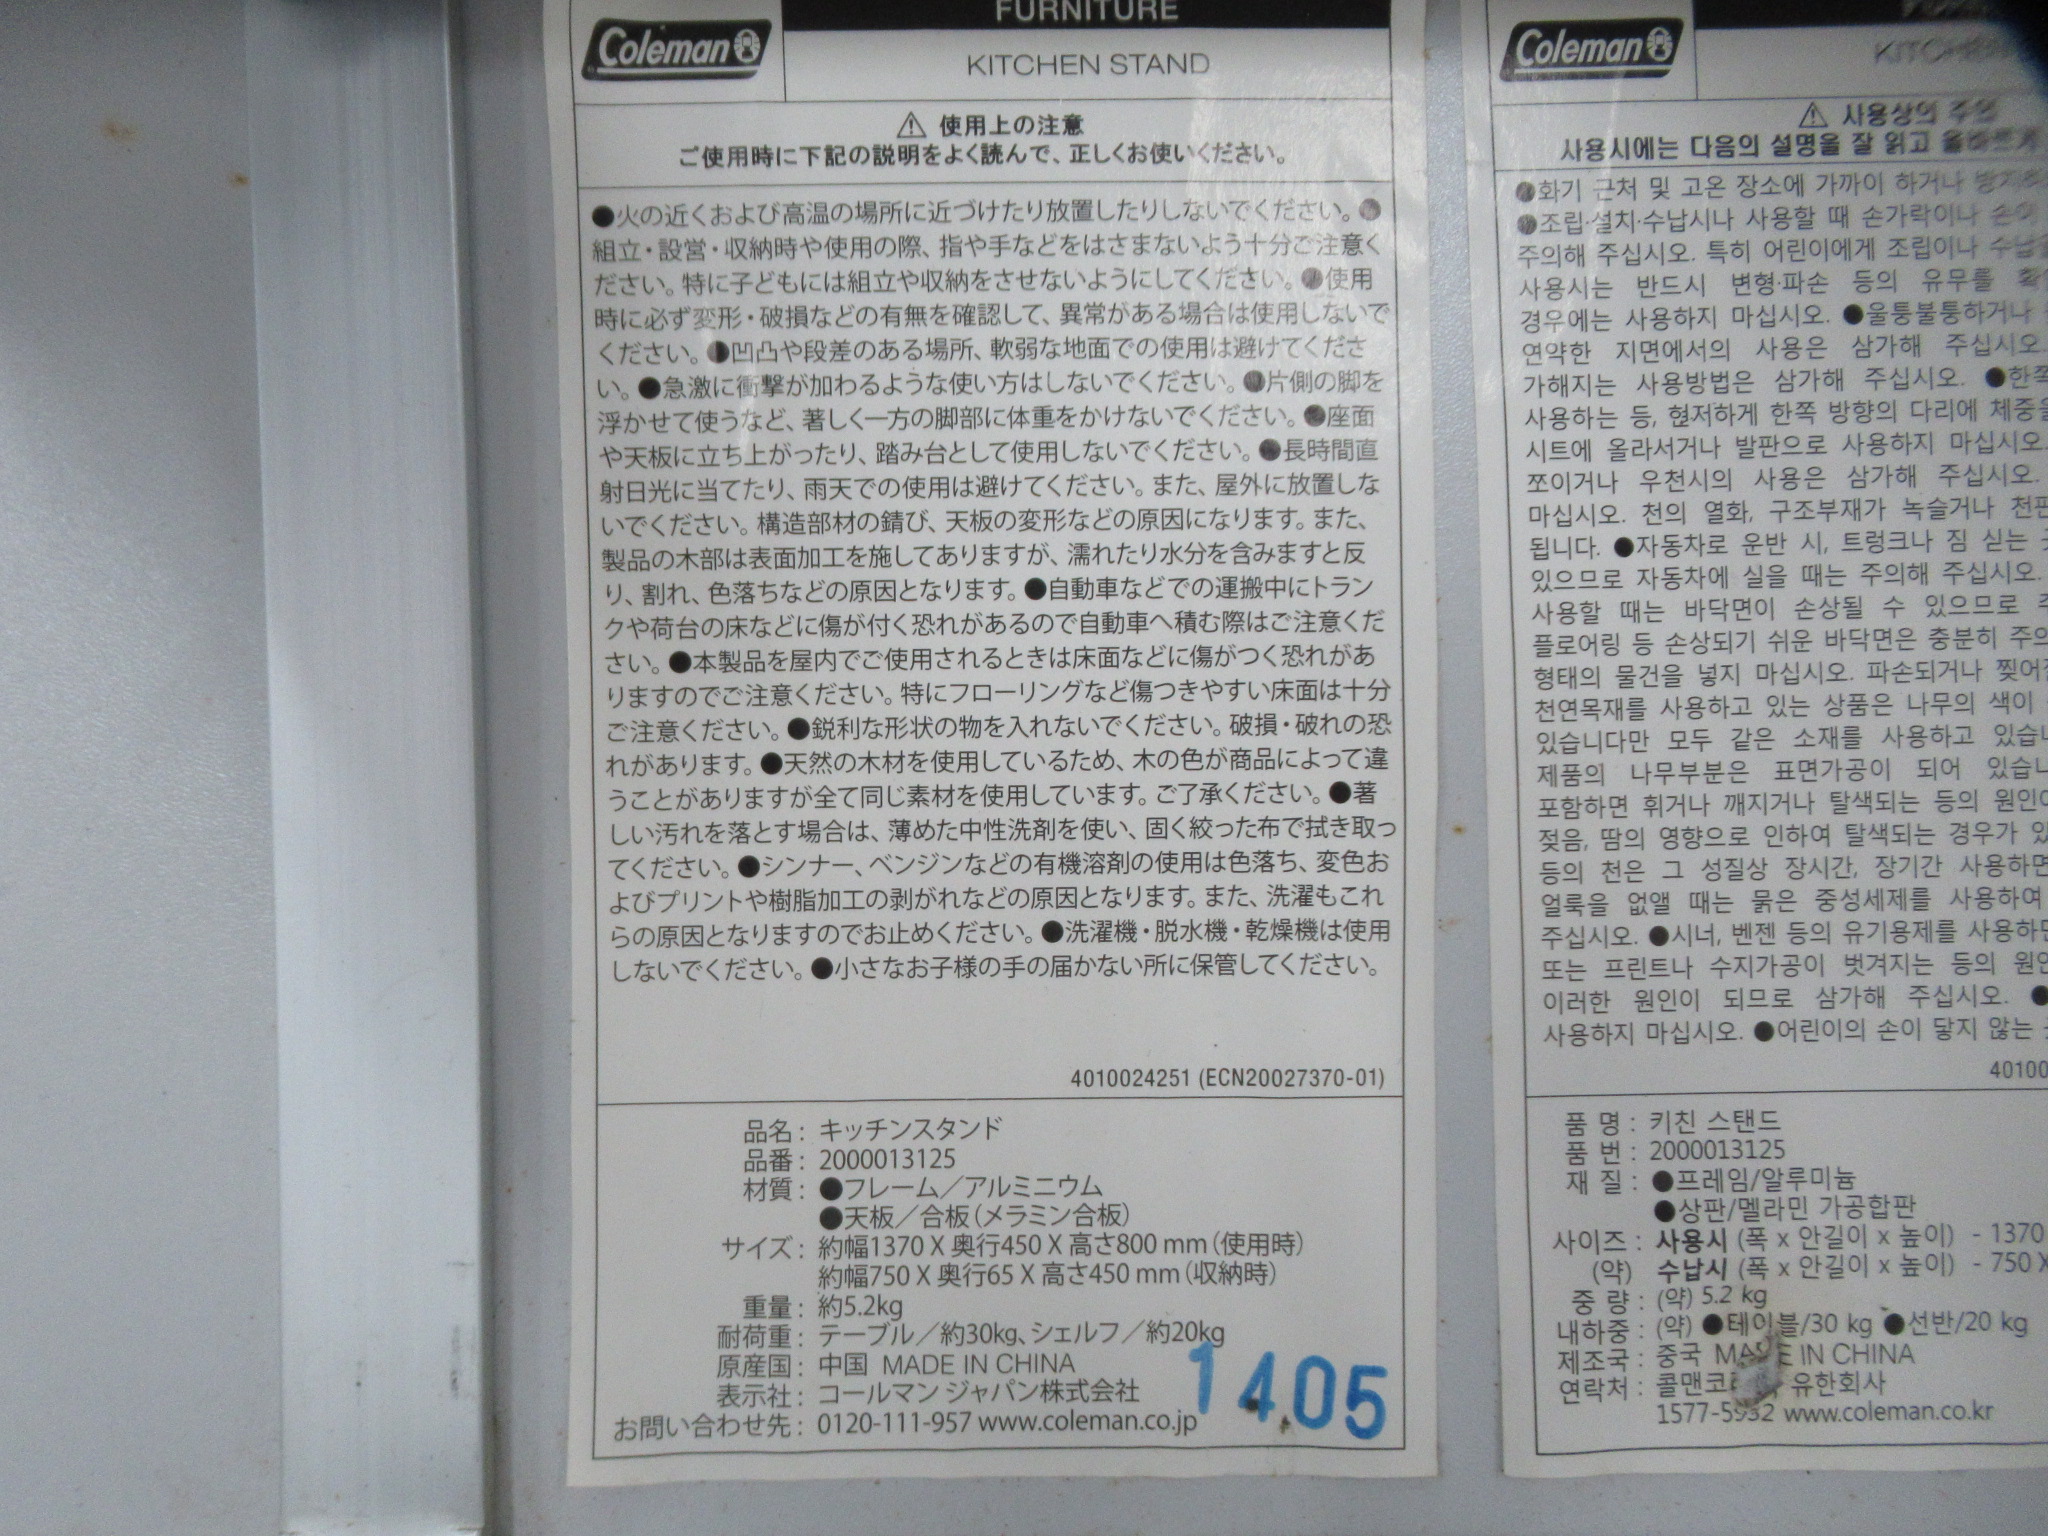 Coleman
FURNITURE
KITCHEN STAND
⚠ 使用上の注意
ご使用時に下記の説明をよく読んで、正しくお使いください。
●火の近くおよび高温の場所に近づけたり放置したりしないでください。●
組立・設営・収納時や使用の際、指や手などをはさまないよう十分ご注意く
ださい。特に子どもには組立や収納をさせないようにしてください。●使用
時に必ず変形・破損などの有無を確認して、異常がある場合は使用しないで
ください。●凹凸や段差のある場所、軟弱な地面での使用は避けてくださ
い。●急激に衝撃が加わるような使い方はしないでください。●片側の脚を
浮かせて使うなど、著しく一方の脚部に体重をかけないでください。●座面
や天板に立ち上がったり、踏み台として使用しないでください。●長時間直
射日光に当てたり、雨天での使用は避けてください。また、屋外に放置しな
いでください。構造部材の錆び、天板の変形などの原因になります。また、
製品の木部は表面加工を施してありますが、濡れたり水分を含みますと反
り、割れ、色落ちなどの原因となります。●自動車などでの運搬中にトラン
クや荷台の床などに傷が付く恐れがあるので自動車へ積む際はご注意くだ
さい。●本製品を屋内でご使用されるときは床面などに傷がつく恐れがあ
りますのでご注意ください。特にフローリングなど傷つきやすい床面は十分
ご注意ください。●鋭利な形状の物を入れないでください。破損・破れの恐
れがあります。●天然の木材を使用しているため、木の色が商品によって違
うことがありますが全て同じ素材を使用しています。ご了承ください。●著
しい汚れを落とす場合は、薄めた中性洗剤を使い、固く絞った布で拭き取っ
てください。●シンナー、ベンジンなどの有機溶剤の使用は色落ち、変色お
よびプリントや樹脂加工の剥がれなどの原因となります。また、洗濯もこれ
らの原因となりますのでお止めください。●洗濯機・脱水機・乾燥機は使用
しないでください。●小さなお子様の手の届かない所に保管してください。
4010024251 (ECN20027370-01)
品名： キッチンスタンド
品番： 2000013125
材質： ●フレーム／アルミニウム
●天板／合板（メラミン合板）
サイズ： 約幅1370 X 奥行450 X 高さ800 mm（使用時）
約幅750 X 奥行65 X 高さ450 mm（収納時）
重量： 約5.2kg
耐荷重： テーブル／約30kg、シェルフ／約20kg
原産国： 中国 MADE IN CHINA
表示社： コールマン ジャパン株式会社
お問い合わせ先： 0120-111-957 www.coleman.co.jp
1405
Coleman
⚠ 사용상의 주의
사용시에는 다음의 설명을 잘 읽고
●화기 근처 및 고온 장소에 가까이 하거나
●조립·설치·수납시나 사용할 때 손가락이나 손이
주의해 주십시오. 특히 어린이에게 조립이나
사용시는 반드시 변형·파손 등의 유무를
경우에는 사용하지 마십시오. ●울퉁불퉁하거나
연약한 지면에서의 사용은 삼가해 주십시오.
가해지는 사용방법은 삼가해 주십시오. ●한쪽
사용하는 등, 현저하게 한쪽 방향의 다리에 체중을
시트에 올라서거나 발판으로 사용하지 마십시오.
쪼이거나 우천시의 사용은 삼가해 주십시오.
마십시오. 천의 열화, 구조부재가 녹슬거나 천판
됩니다. ●자동차로 운반 시, 트렁크나 짐 싣는
있으므로 자동차에 실을 때는 주의해 주십시오.
사용할 때는 바닥면이 손상될 수 있으므로
플로어링 등 손상되기 쉬운 바닥면은 충분히 주의
형태의 물건을 넣지 마십시오. 파손되거나 찢어질
천연목재를 사용하고 있는 상품은 나무의 색이
있습니다만 모두 같은 소재를 사용하고
제품의 나무부분은 표면가공이 되어
포함하면 휘거나 깨지거나 탈색되는 등의 원인이
젖음, 땀의 영향으로 인하여 탈색되는 경우가
등의 천은 그 성질상 장시간, 장기간 사용하면
얼룩을 없앨 때는 묽은 중성세제를 사용하여
주십시오. ●시너, 벤젠 등의 유기용제를 사용하면
또는 프린트나 수지가공이 벗겨지는 등의
이러한 원인이 되므로 삼가해 주십시오. ●
사용하지 마십시오. ●어린이의 손이 닿지 않는
40100
품 명 : 키친 스탠드
품 번 : 2000013125
재 질 : ●프레임/알루미늄
●상판/멜라민 가공합판
사이즈 : 사용시 (폭 x 안길이 x 높이) - 1370
(약) 수납시 (폭 x 안길이 x 높이) - 750 X
중 량 : (약) 5.2 kg
내하중 : (약) ●테이블/30 kg ●선반/20 kg
제조국 : 중국 MADE IN CHINA
연락처 : 콜맨코리아 유한회사
1577-5932 www.coleman.co.kr